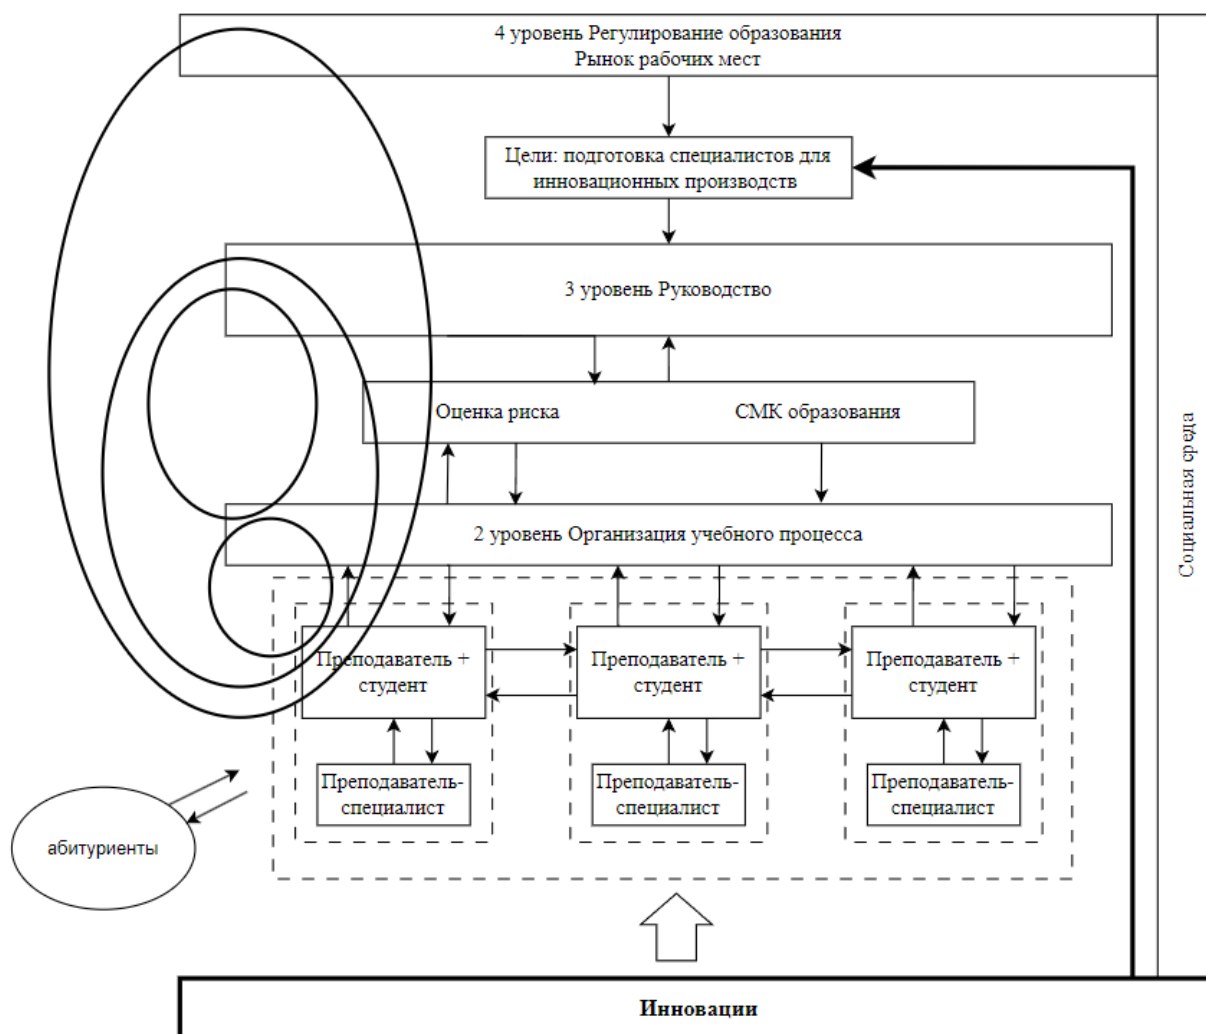 4 уровень Регулирование образования
Рынок рабочих мест
Цели: подготовка специалистов для
инновационных производств
3 уровень Руководство
Оценка риска
СМК образования
2 уровень Организация учебного процесса
Преподаватель +
студент
Преподаватель +
студент
Преподаватель +
студент
Преподаватель-
специалист
Преподаватель-
специалист
Преподаватель-
специалист
абитуриенты
Социальная среда
Инновации